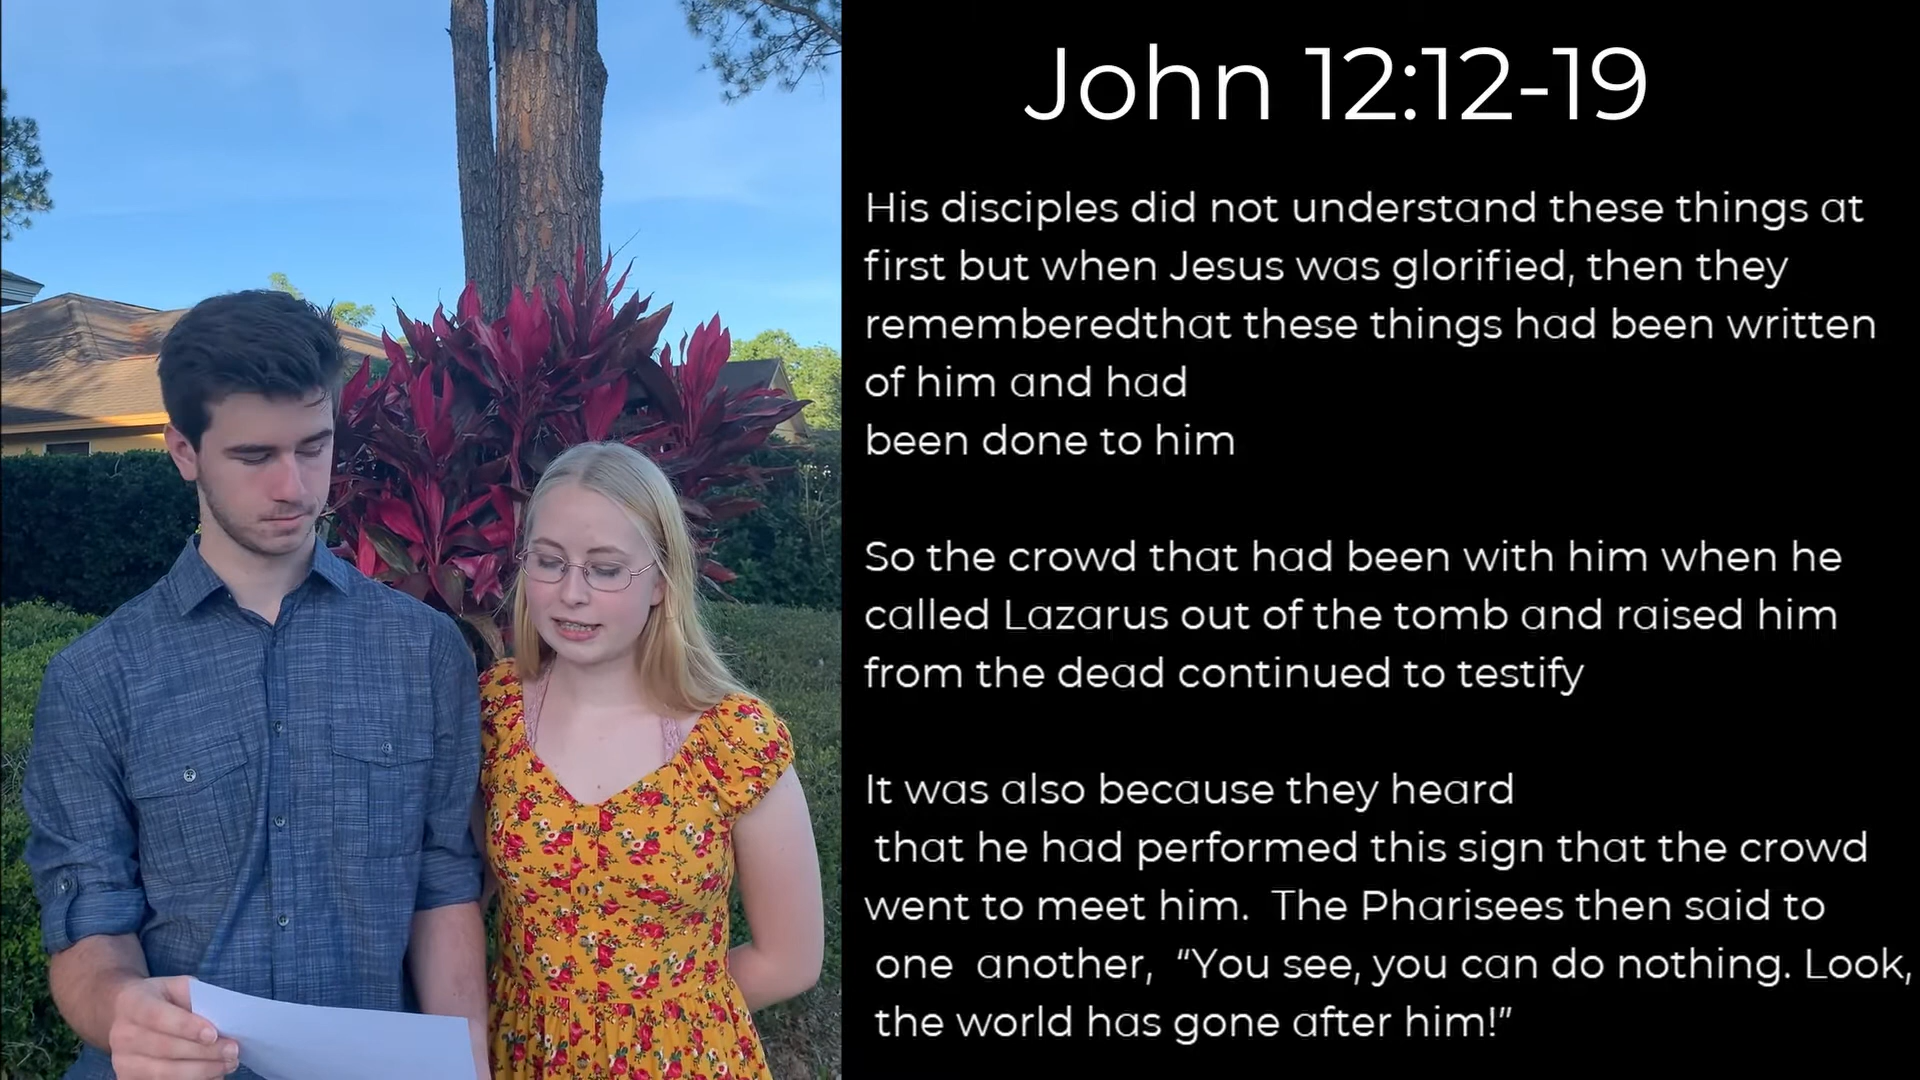 John 12:12-19
His disciples did not understand these things at
first but when Jesus was glorified, then they
rememberedthat these things had been written
of him and had
been done to him
So the crowd that had been with him when he
called Lazarus out of the tomb and raised him
from the dead continued to testify
It was also because they heard
that he had performed this sign that the crowd
went to meet him. The Pharisees then said to
one another, “You see, you can do nothing. Look,
the world has gone after him!”